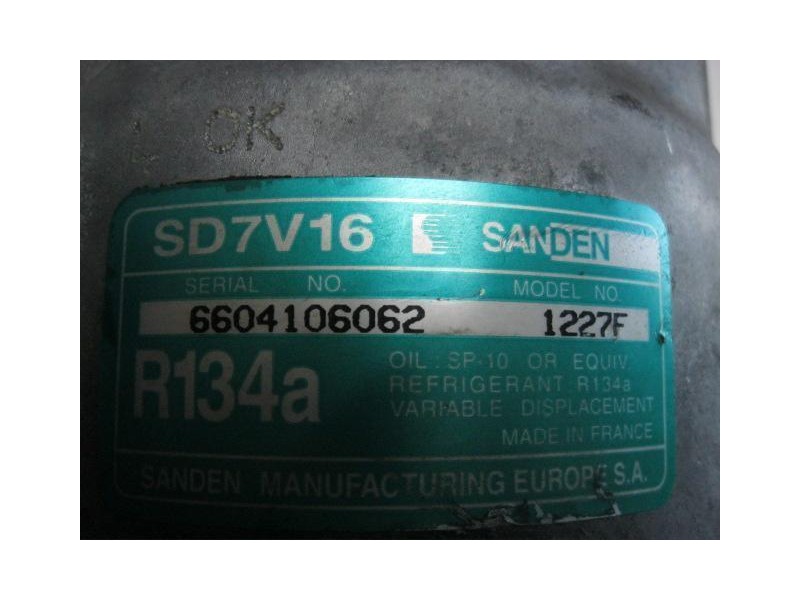 L OK
SD7V16 SANDEN
SERIAL NO. MODEL NO.
6604106062 1227F
R134a
OIL : SP-10 OR EQUIV.
REFRIGERANT : R134a
VARIABLE DISPLACEMENT
MADE IN FRANCE
SANDEN MANUFACTURING EUROPE S.A.